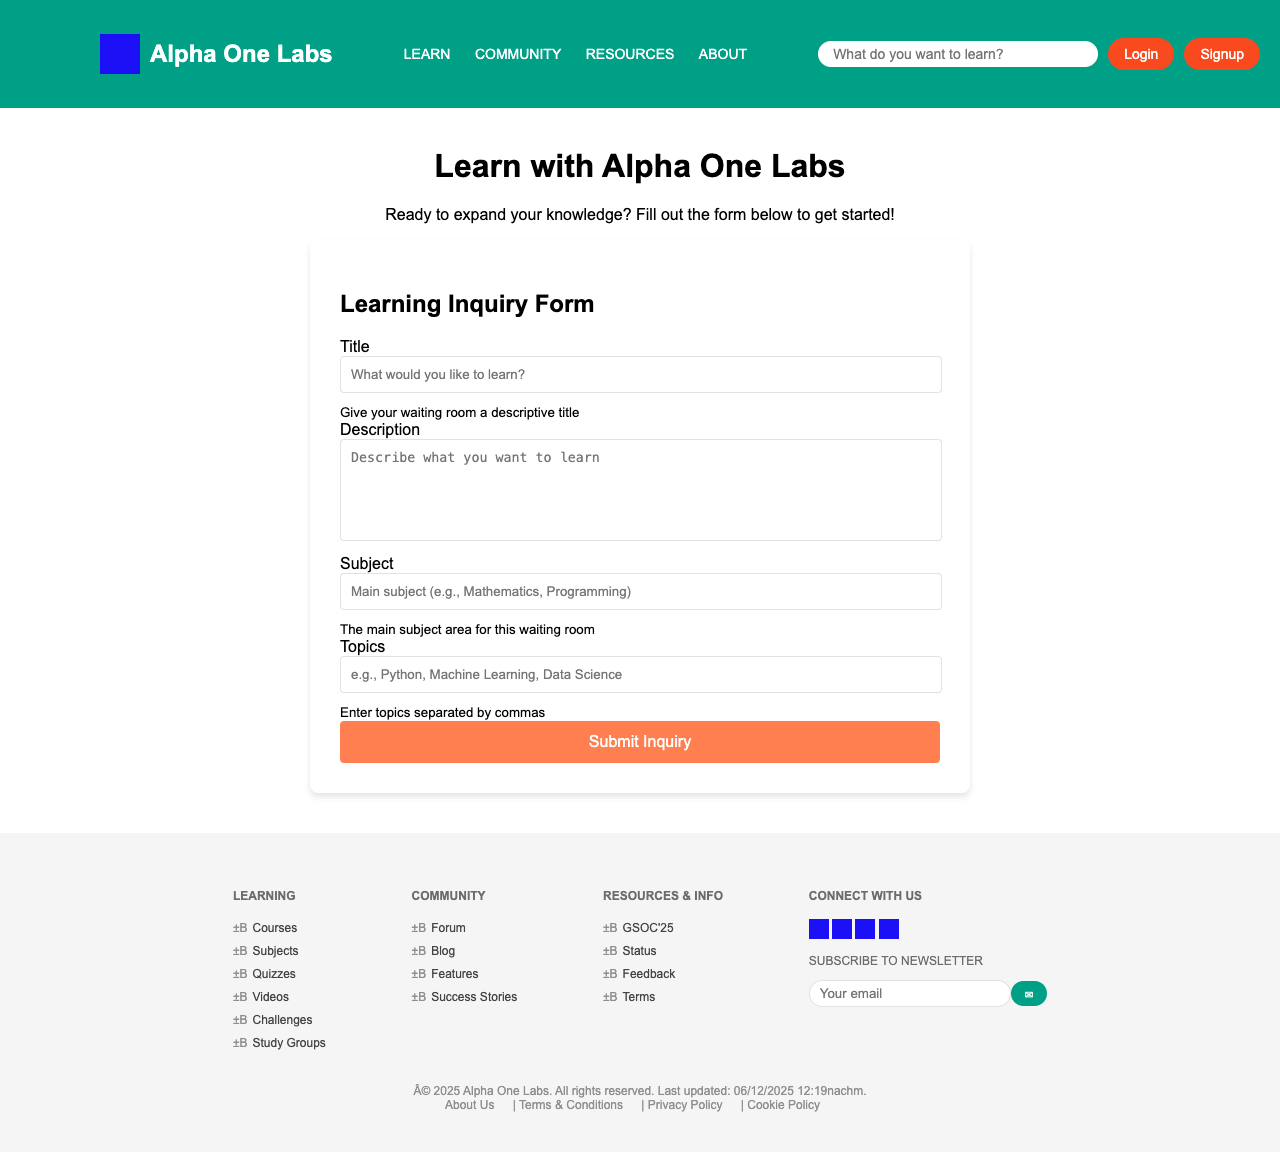 Alpha One Labs
LEARN COMMUNITY RESOURCES ABOUT
What do you want to learn?
Login
Signup
Learn with Alpha One Labs
Ready to expand your knowledge? Fill out the form below to get started!
Learning Inquiry Form
Title
What would you like to learn?
Give your waiting room a descriptive title
Description
Describe what you want to learn
Subject
Main subject (e.g., Mathematics, Programming)
The main subject area for this waiting room
Topics
e.g., Python, Machine Learning, Data Science
Enter topics separated by commas
Submit Inquiry
LEARNING
±B Courses
±B Subjects
±B Quizzes
±B Videos
±B Challenges
±B Study Groups
COMMUNITY
±B Forum
±B Blog
±B Features
±B Success Stories
RESOURCES & INFO
±B GSOC'25
±B Status
±B Feedback
±B Terms
CONNECT WITH US
SUBSCRIBE TO NEWSLETTER
Your email
✉
Â© 2025 Alpha One Labs. All rights reserved. Last updated: 06/12/2025 12:19nachm.
About Us | Terms & Conditions | Privacy Policy | Cookie Policy